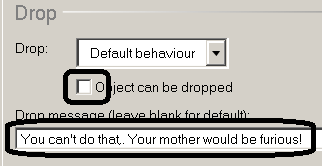 Drop
Drop: Default behaviour
Object can be dropped
Drop message (leave blank for default):
You can't do that,. Your mother would be furious!